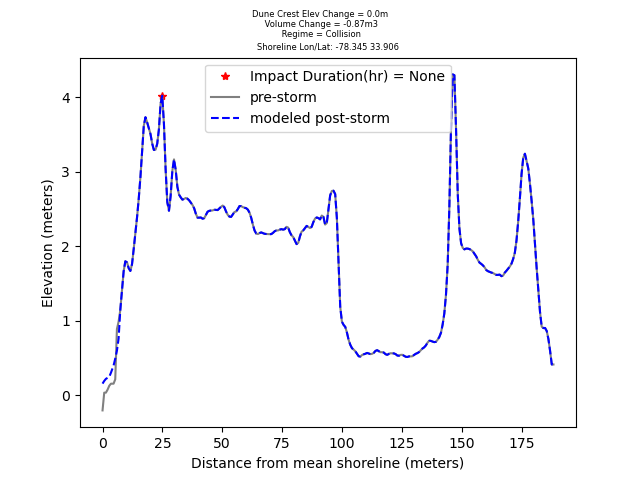 Dune Crest Elev Change = 0.0m
Volume Change = -0.87m3
Regime = Collision
Shoreline Lon/Lat: -78.345 33.906
Impact Duration(hr) = None
pre-storm
modeled post-storm
4
3
2
1
0
Elevation (meters)
0 25 50 75 100 125 150 175
Distance from mean shoreline (meters)